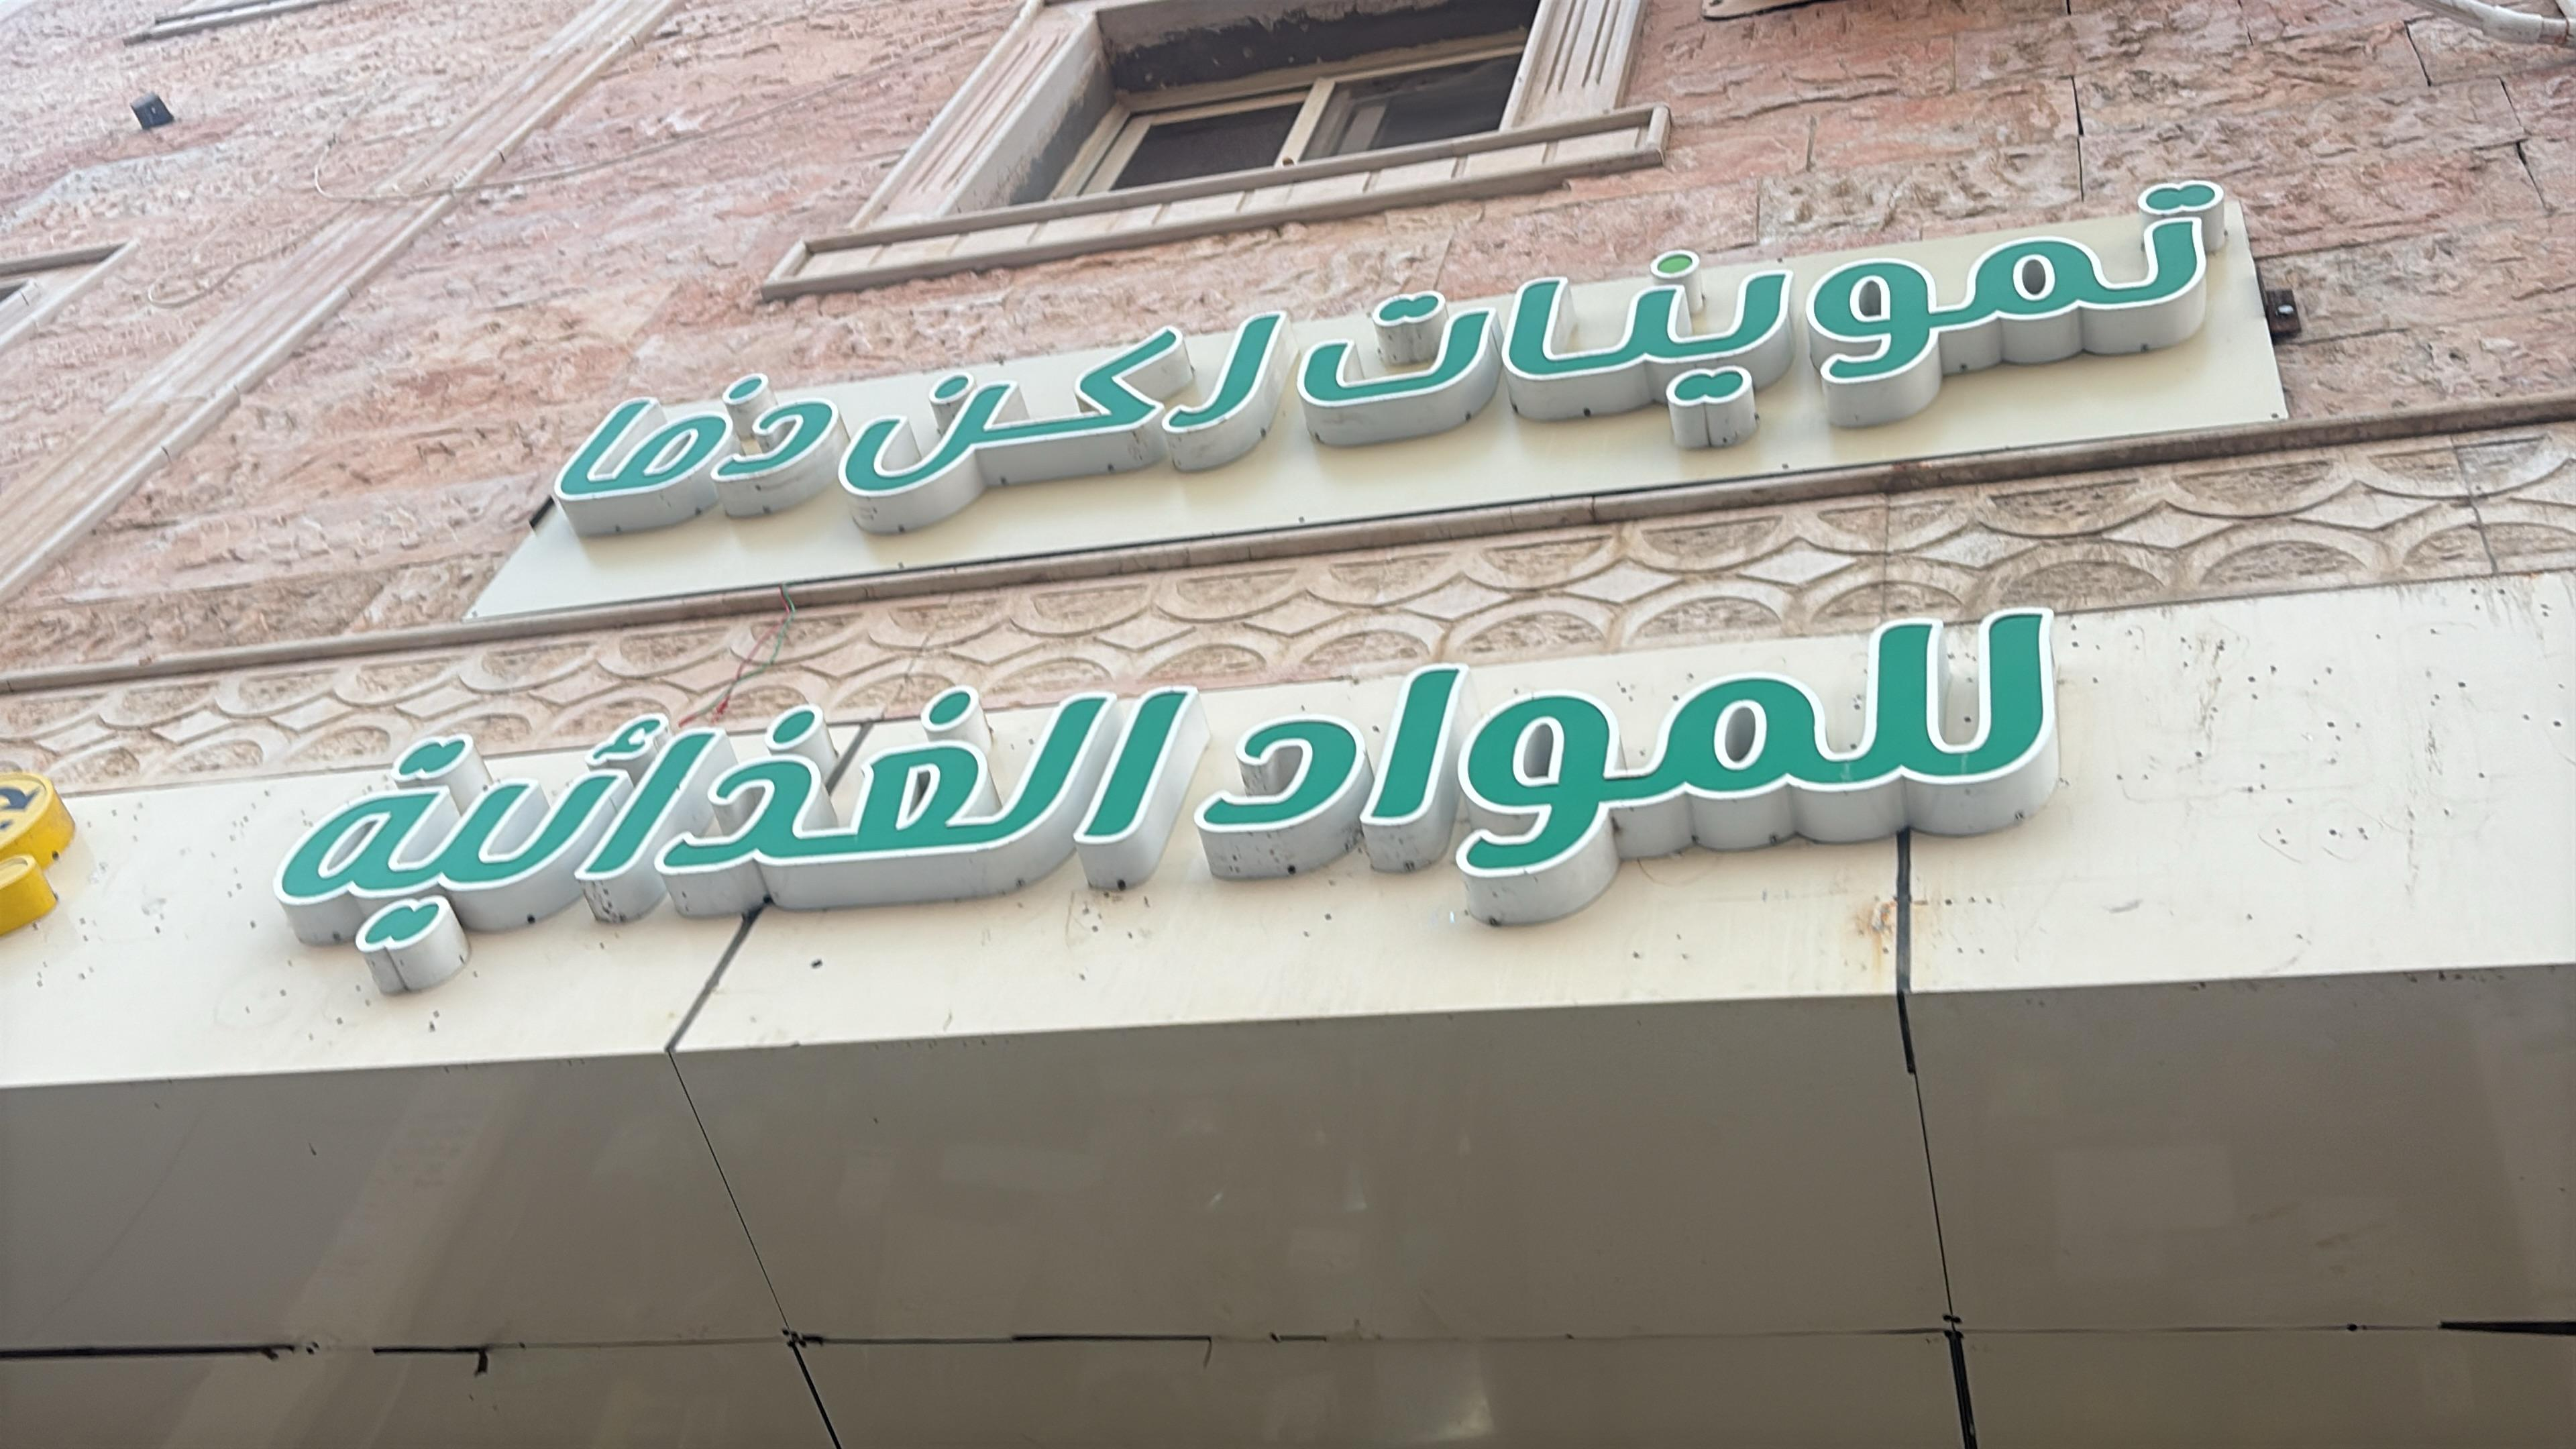 تموينات ركن ذما
للمواد الغذائية